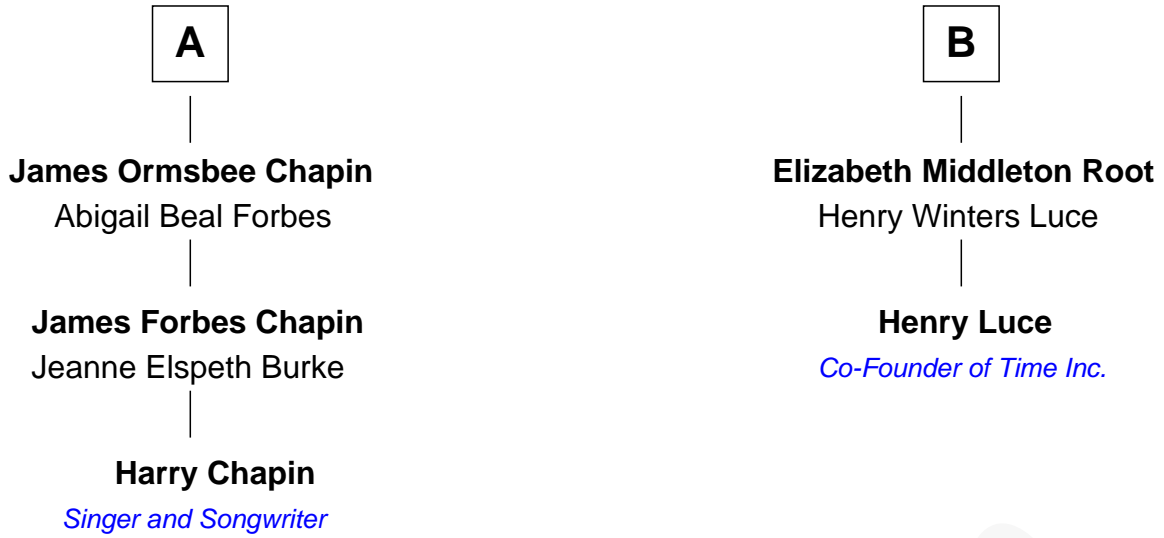 A
B
James Ormsbee Chapin
Abigail Beal Forbes
Elizabeth Middleton Root
Henry Winters Luce
James Forbes Chapin
Jeanne Elspeth Burke
Henry Luce
Co-Founder of Time Inc.
Harry Chapin
Singer and Songwriter